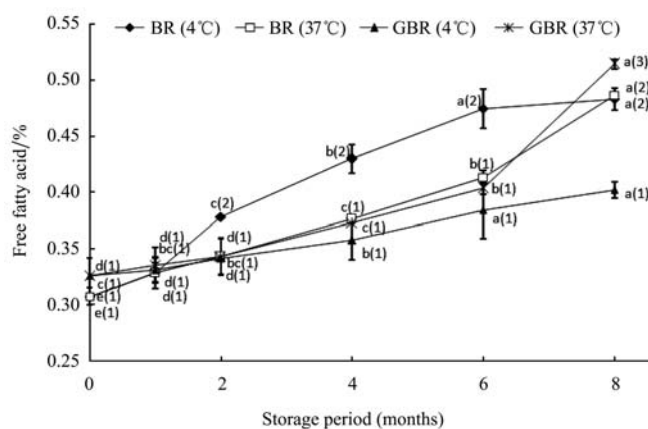 0.55
BR (4℃) BR (37℃) GBR (4℃) GBR (37℃)
a(3)
0.50
a(2)
a(2)
a(2)
0.45
b(2)
b(1)
0.40
c(2)
b(1)
c(1)
a(1)
a(1)
c(1)
0.35
d(1)
d(1)
b(1)
bc(1)
d(1)
bc(1)
d(1)
c(1)
d(1)
e(1)
d(1)
0.30
e(1)
0.25
0 2 4 6 8
Free fatty acid/%
Storage period (months)